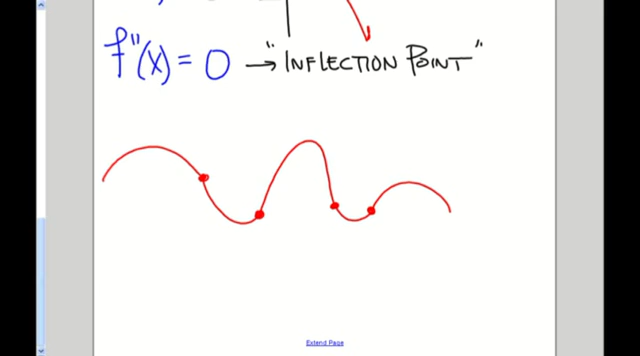 f"(x) = 0 → "INFLECTION POINT"
Extend Page